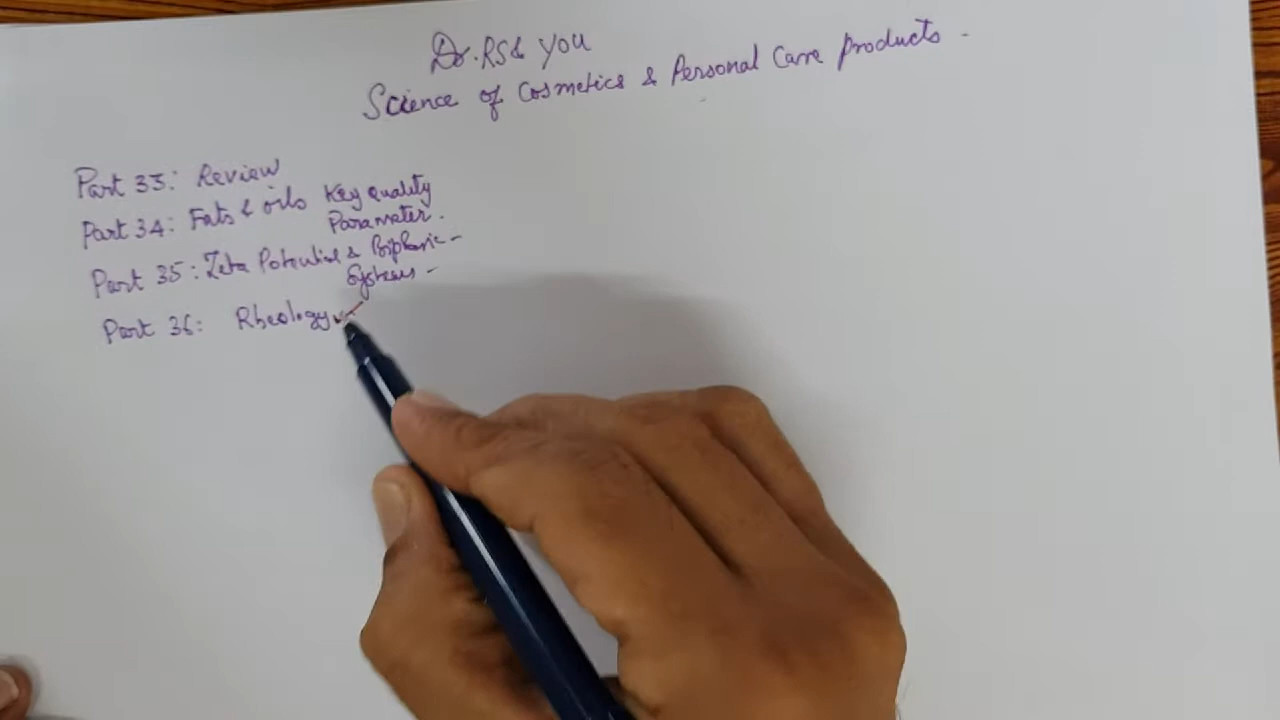 Dr. RS & YOU
Science of Cosmetics & Personal Care Products -
Part 33: Review
Part 34: Fats & oils Key Quality
Parameter.
Part 35: Zeta Potential & Biphasic -
Systems -
Part 36: Rheology